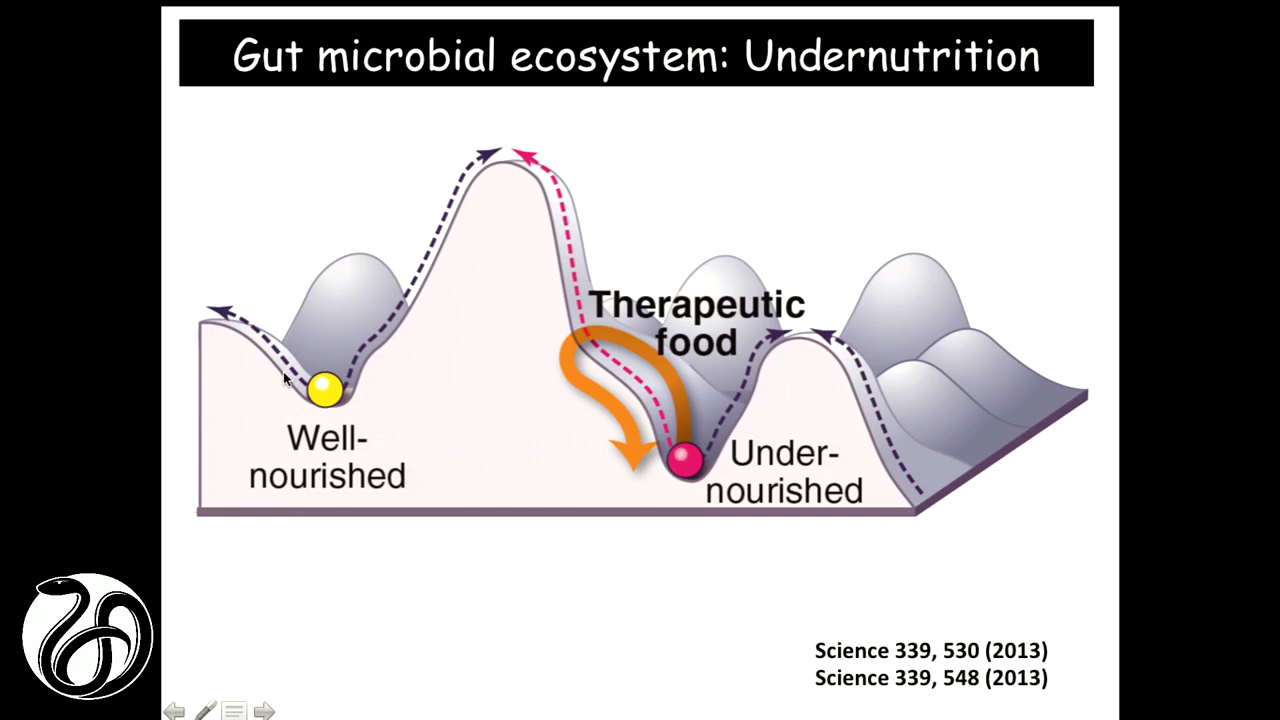 Gut microbial ecosystem: Undernutrition
Therapeutic
food
Well-
nourished
Under-
nourished
Science 339, 530 (2013)
Science 339, 548 (2013)